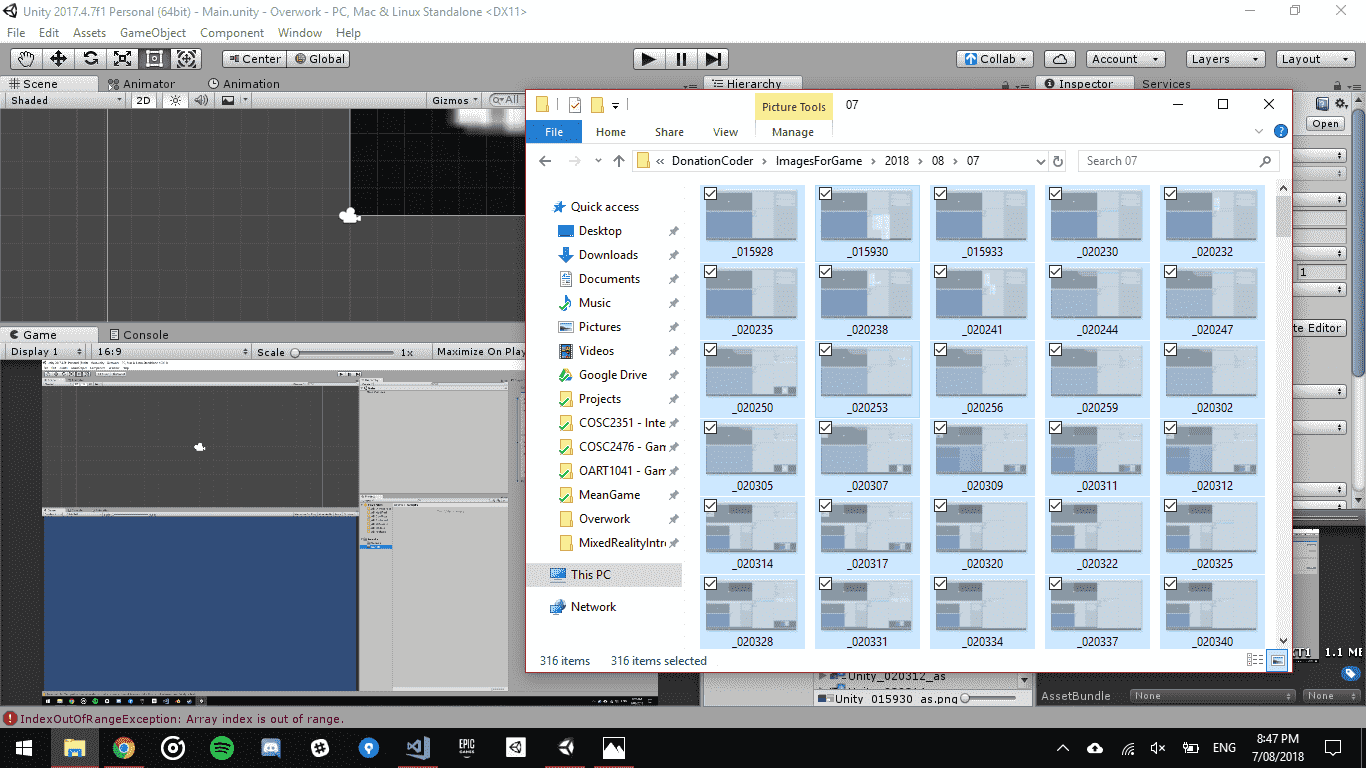 Unity 2017.4.7f1 Personal (64bit) - Main.unity - Overwork - PC, Mac & Linux Standalone <DX11>
File Edit Assets GameObject Component Window Help
Center Global Collab Account Layers Layout
Scene Animator Animation Hierarchy Inspector Services
Shaded 2D Gizmos All
Open
1
te Editor
Game Console
Display 1 16:9 Scale 1x Maximize On Play
Picture Tools 07
File Home Share View Manage
« DonationCoder > ImagesForGame > 2018 > 08 > 07 Search 07
Quick access
Desktop
Downloads
Documents
Music
Pictures
Videos
Google Drive
Projects
COSC2351 - Inte
COSC2476 - Gam
OART1041 - Gam
MeanGame
Overwork
MixedRealityIntr
This PC
Network
_015928 _015930 _015933 _020230 _020232
_020235 _020238 _020241 _020244 _020247
_020250 _020253 _020256 _020259 _020302
_020305 _020307 _020309 _020311 _020312
_020314 _020317 _020320 _020322 _020325
_020328 _020331 _020334 _020337 _020340
316 items 316 items selected
XT1 1.1 MB
Unity_020312_as
Unity_015930_as.png
AssetBundle None None
IndexOutOfRangeException: Array index is out of range.
EPIC GAMES
ENG
8:47 PM
7/08/2018